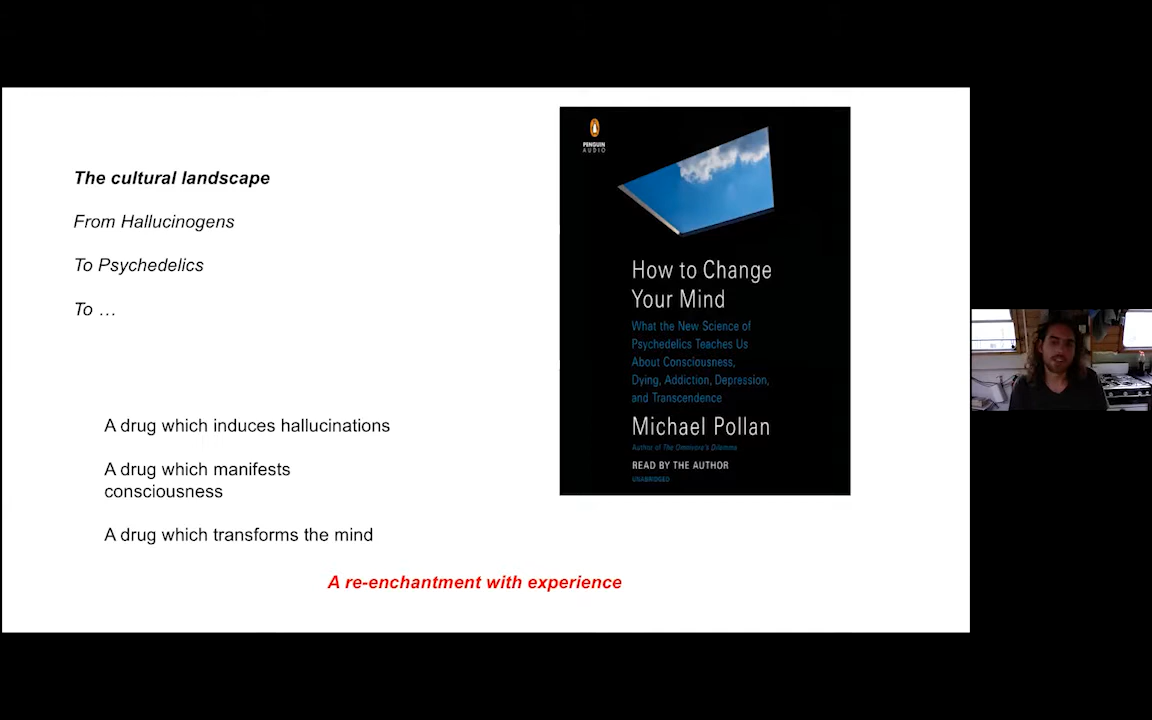 The cultural landscape
From Hallucinogens
To Psychedelics
To …
A drug which induces hallucinations
A drug which manifests
consciousness
A drug which transforms the mind
A re-enchantment with experience
PENGUIN
AUDIO
How to Change
Your Mind
What the New Science of
Psychedelics Teaches Us
About Consciousness,
Dying, Addiction, Depression,
and Transcendence
Michael Pollan
Author of The Omnivore's Dilemma
READ BY THE AUTHOR
UNABRIDGED